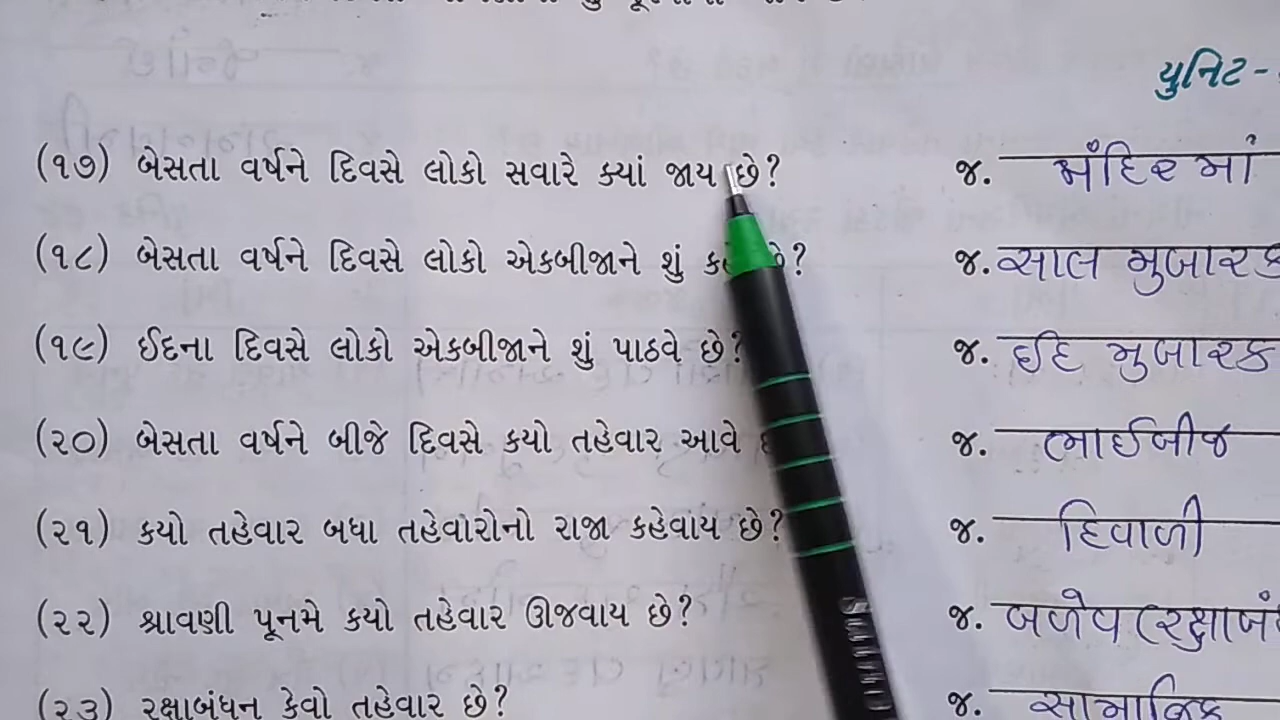 યુનિટ-
(૧૭) બેસતા વર્ષને દિવસે લોકો સવારે ક્યાં જાય છે? જ. મંદિરમાં
(૧૮) બેસતા વર્ષને દિવસે લોકો એકબીજાને શું કહે છે? જ. સાલ મુબારક
(૧૯) ઈદના દિવસે લોકો એકબીજાને શું પાઠવે છે? જ. ઈદ મુબારક
(૨૦) બેસતા વર્ષને બીજે દિવસે કયો તહેવાર આવે જ. ભાઈબીજ
(૨૧) કયો તહેવાર બધા તહેવારોનો રાજા કહેવાય છે? જ. દિવાળી
(૨૨) શ્રાવણી પૂનમે કયો તહેવાર ઊજવાય છે? જ. બળેવ (રક્ષાબં
(૨૩) રક્ષાબંધન કેવો તહેવાર છે? જ. સામાજિક